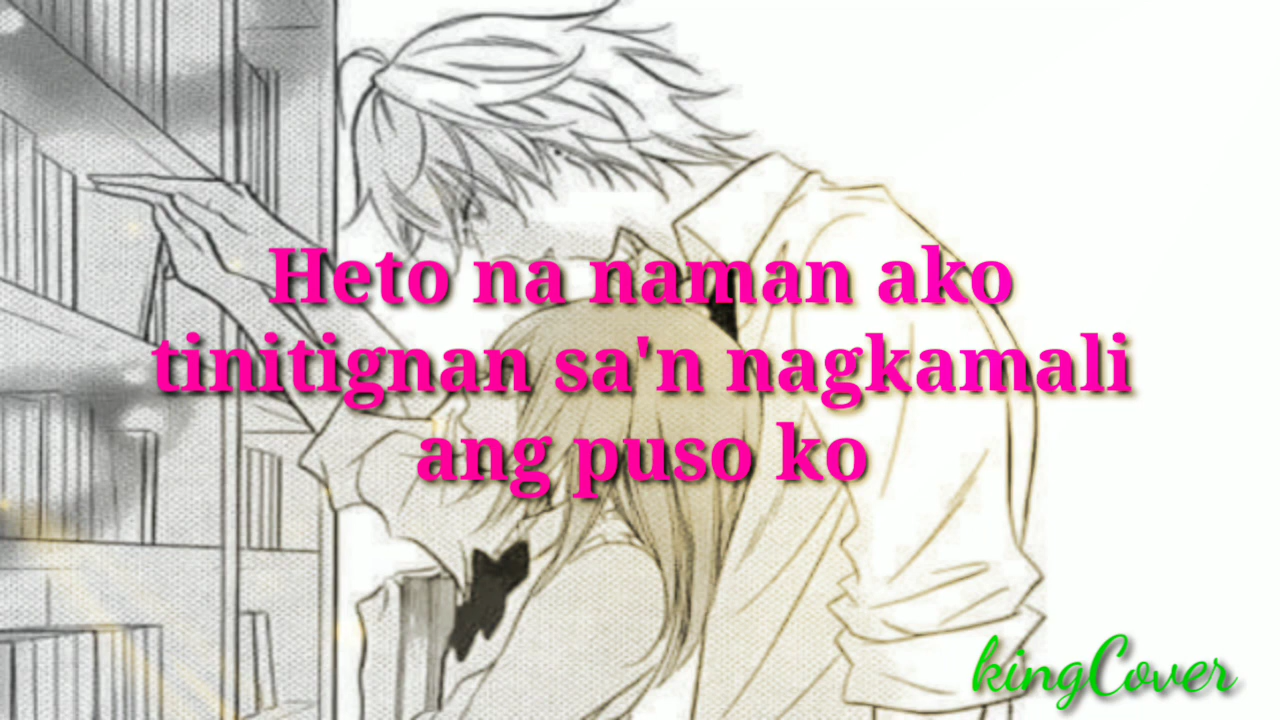 Heto na naman ako
tinitignan sa'n nagkamali
ang puso ko
kingCover